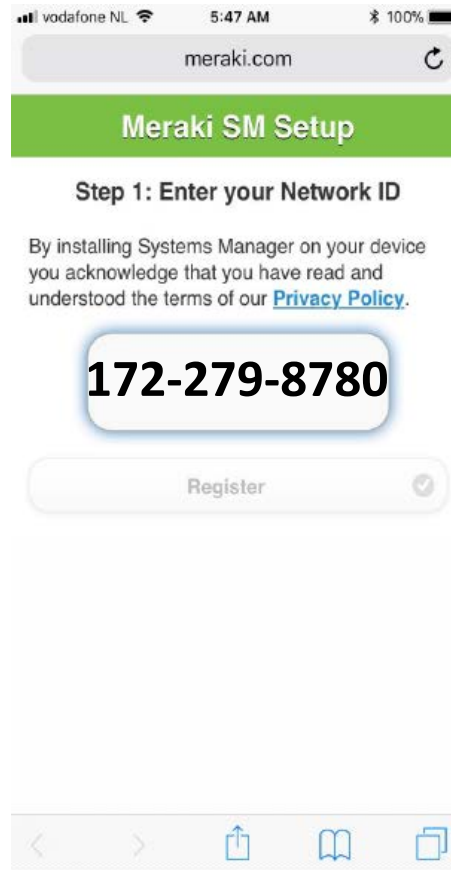 vodafone NL 5:47 AM 100%
meraki.com
Meraki SM Setup
Step 1: Enter your Network ID
By installing Systems Manager on your device
you acknowledge that you have read and
understood the terms of our Privacy Policy.
172-279-8780
Register